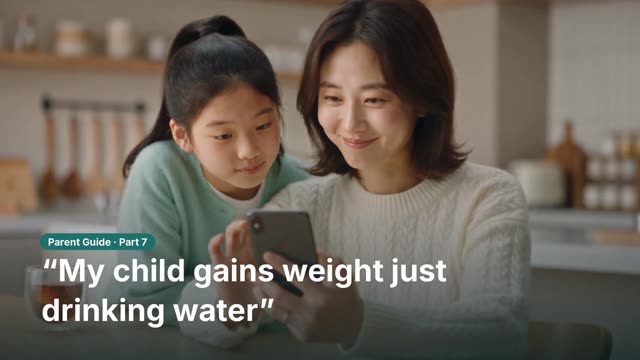 Parent Guide · Part 7
“My child gains weight just
drinking water”